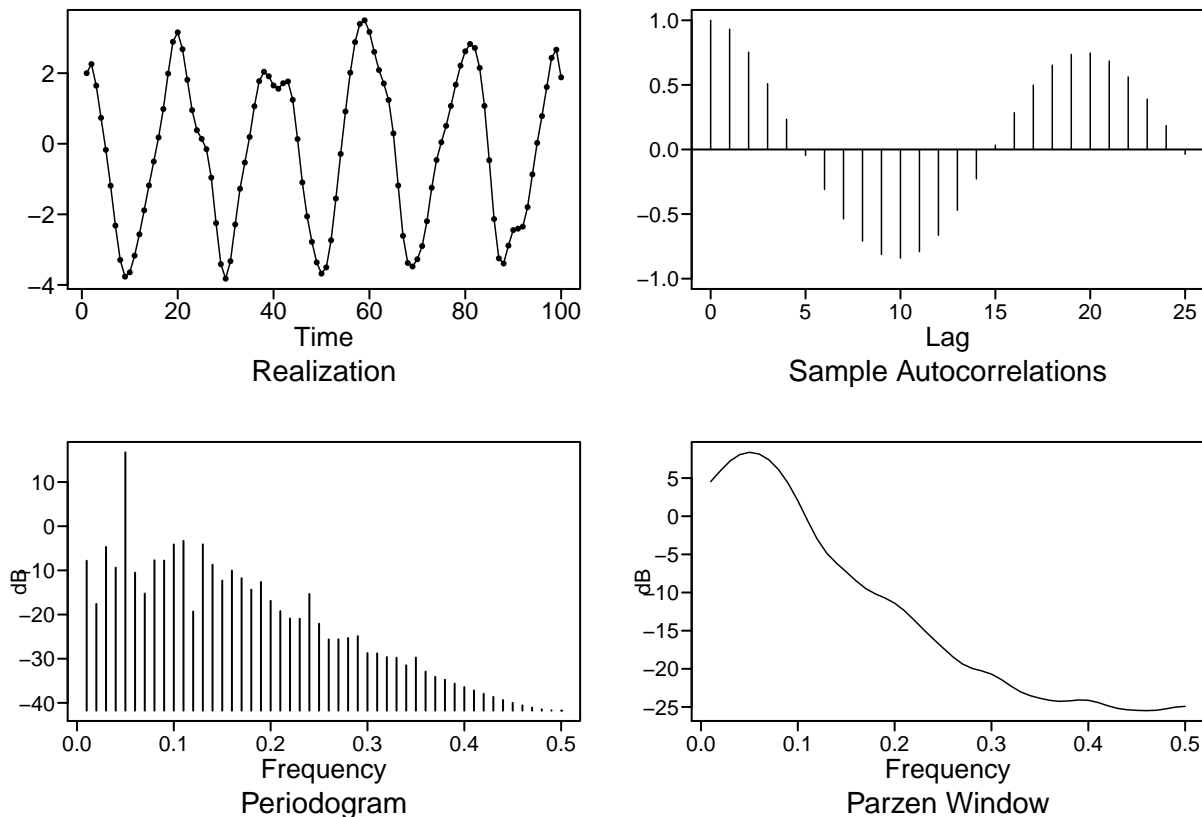 2
0
−2
−4
0 20 40 60 80 100
Time
Realization
1.0
0.5
0.0
−0.5
−1.0
0 5 10 15 20 25
Lag
Sample Autocorrelations
10
0
−10
−20
−30
−40
dB
0.0 0.1 0.2 0.3 0.4 0.5
Frequency
Periodogram
5
0
−5
−10
−15
−20
−25
dB
0.0 0.1 0.2 0.3 0.4 0.5
Frequency
Parzen Window